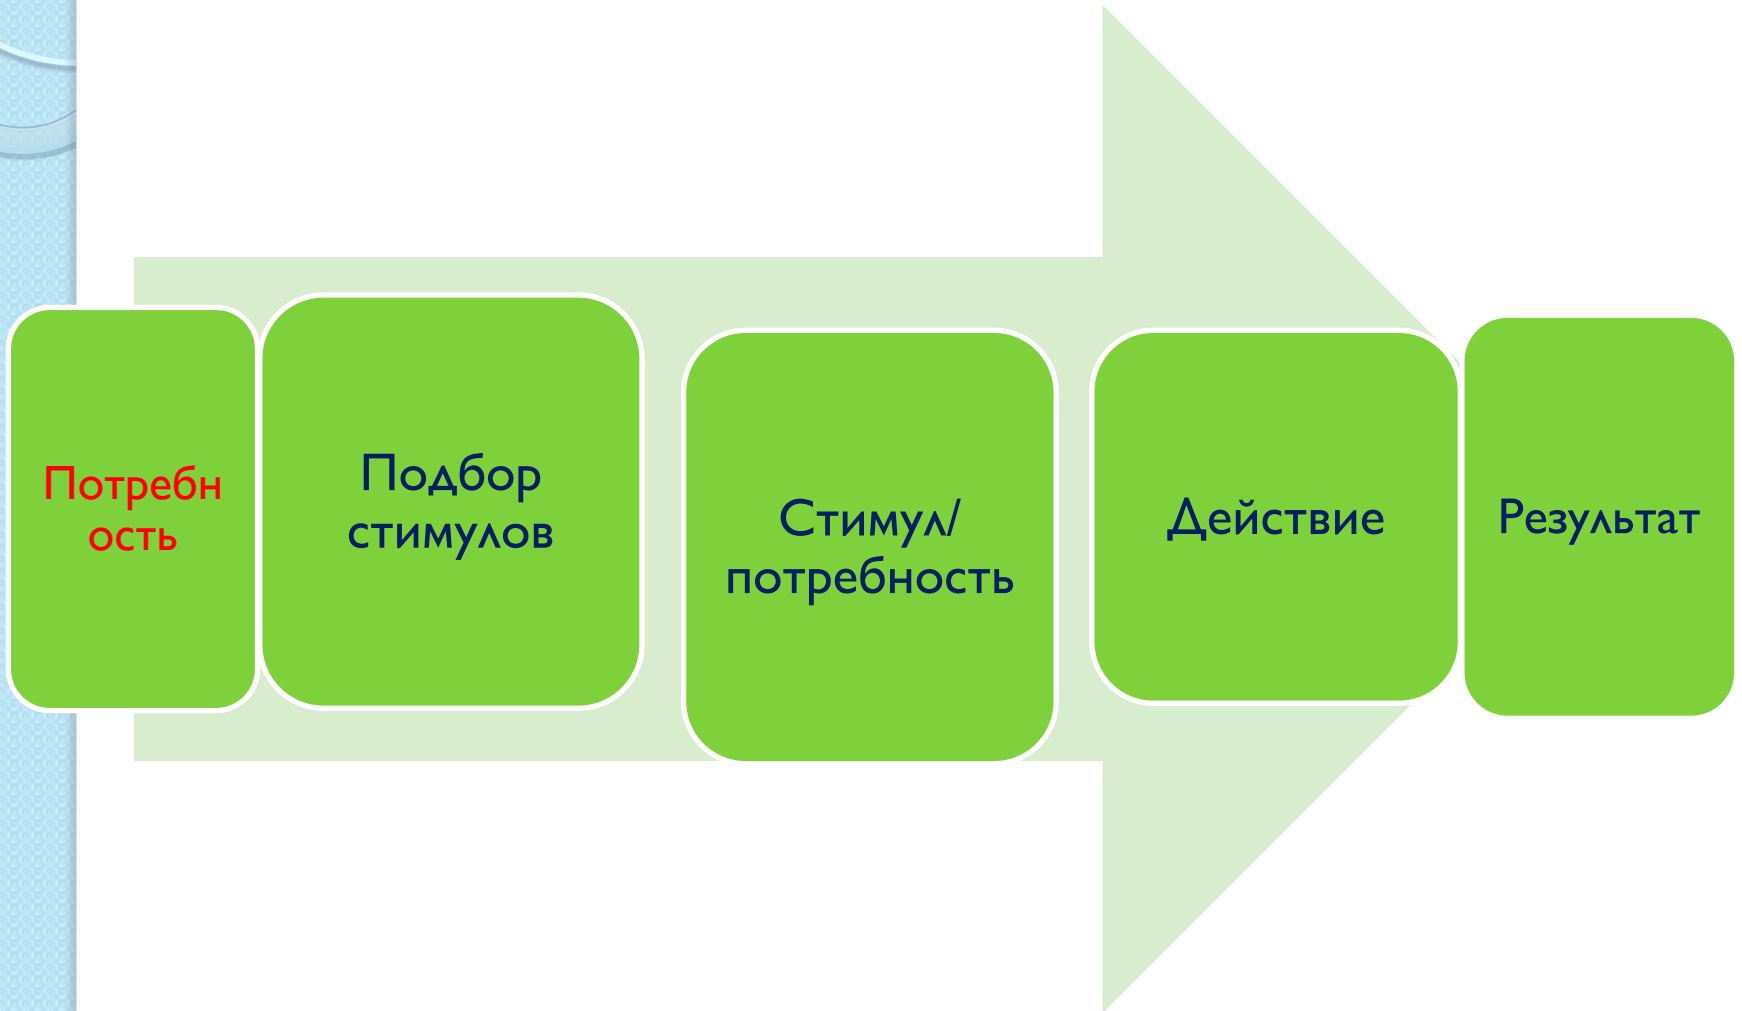 Потребн
ость
Подбор
стимулов
Стимул/
потребность
Действие
Результат